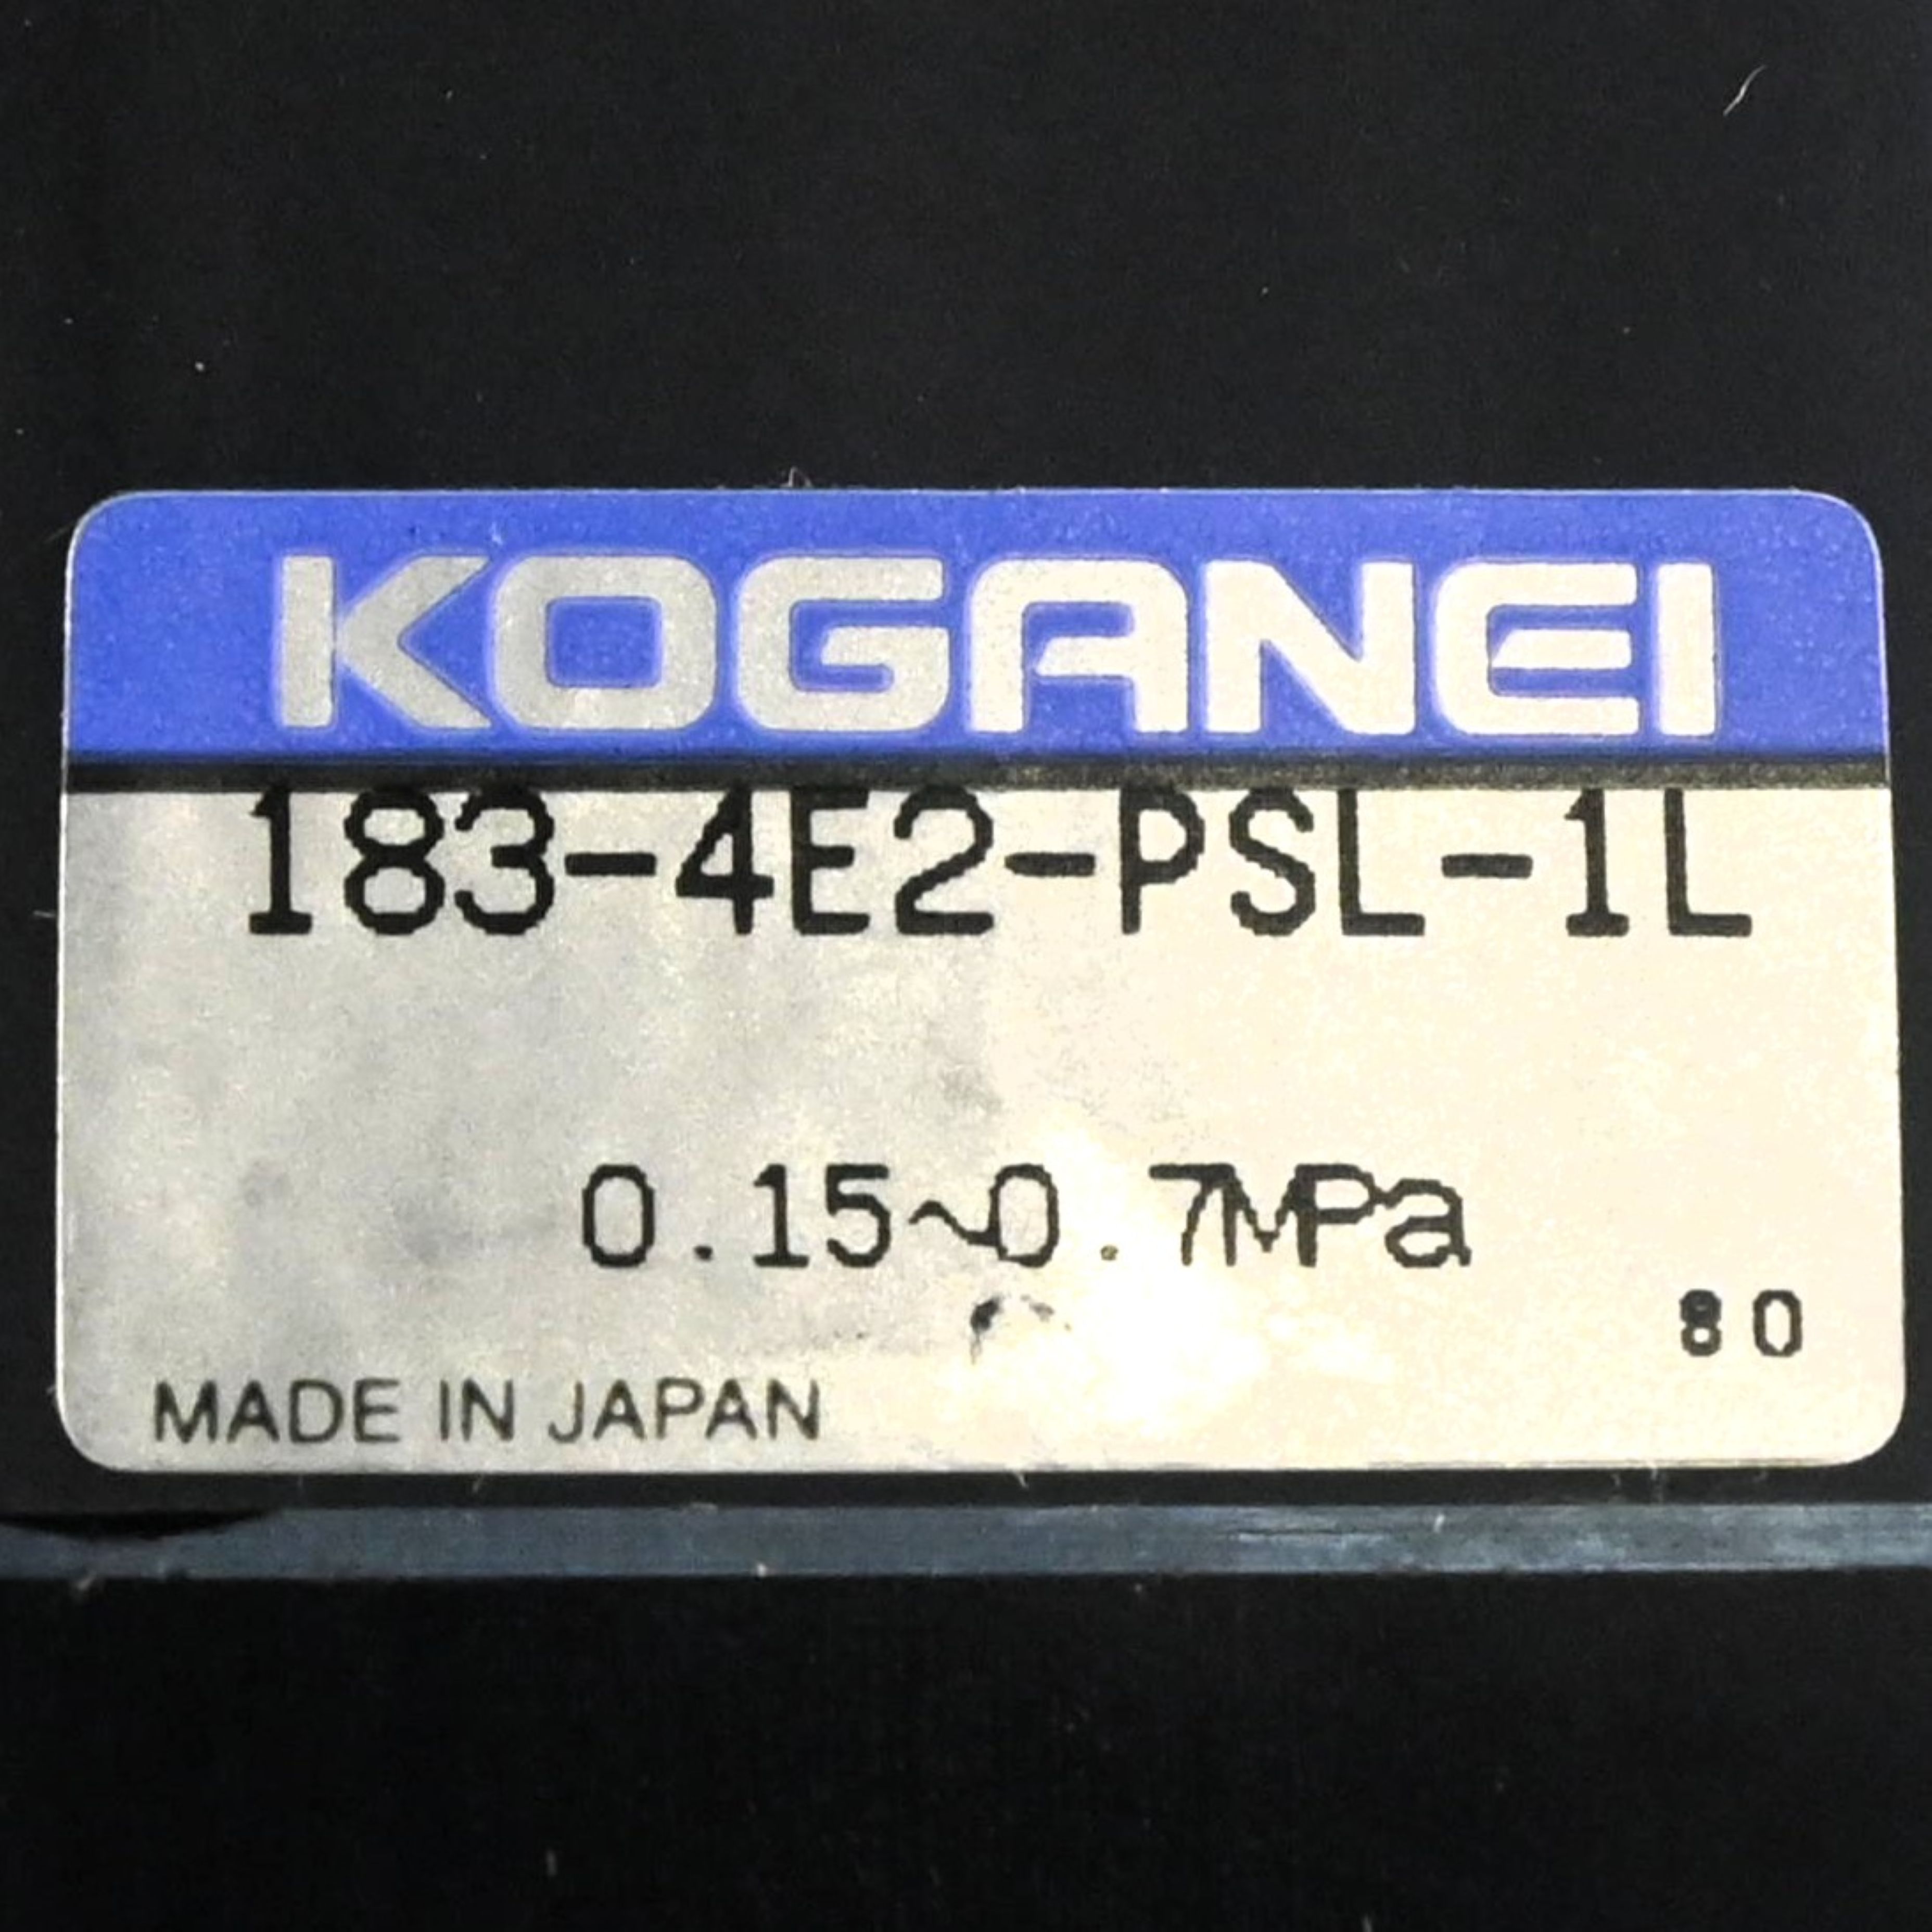 KOGANEI
183-4E2-PSL-1L
0.15~0.7MPa
80
MADE IN JAPAN